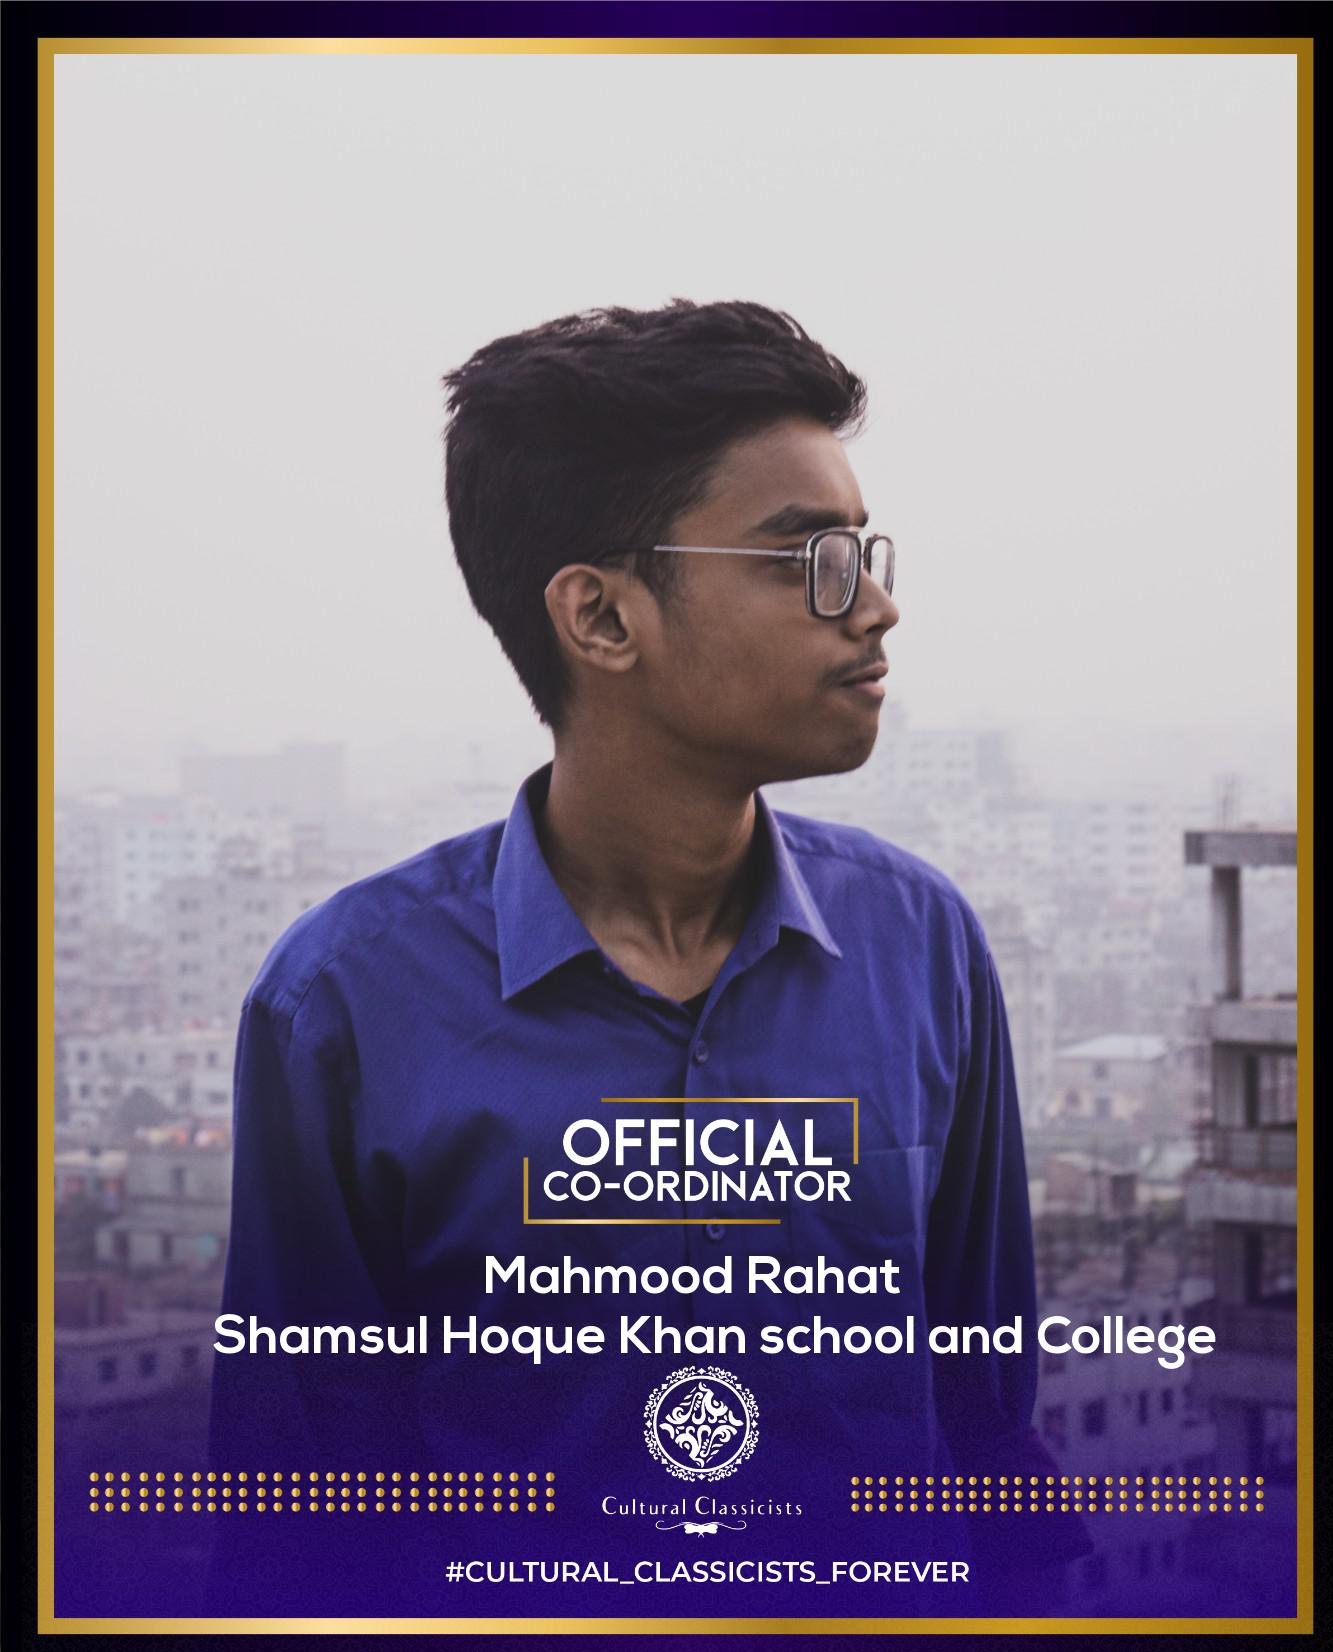 OFFICIAL
CO-ORDINATOR
Mahmood Rahat
Shamsul Hoque Khan school and College
Cultural Classicists
#CULTURAL_CLASSICISTS_FOREVER